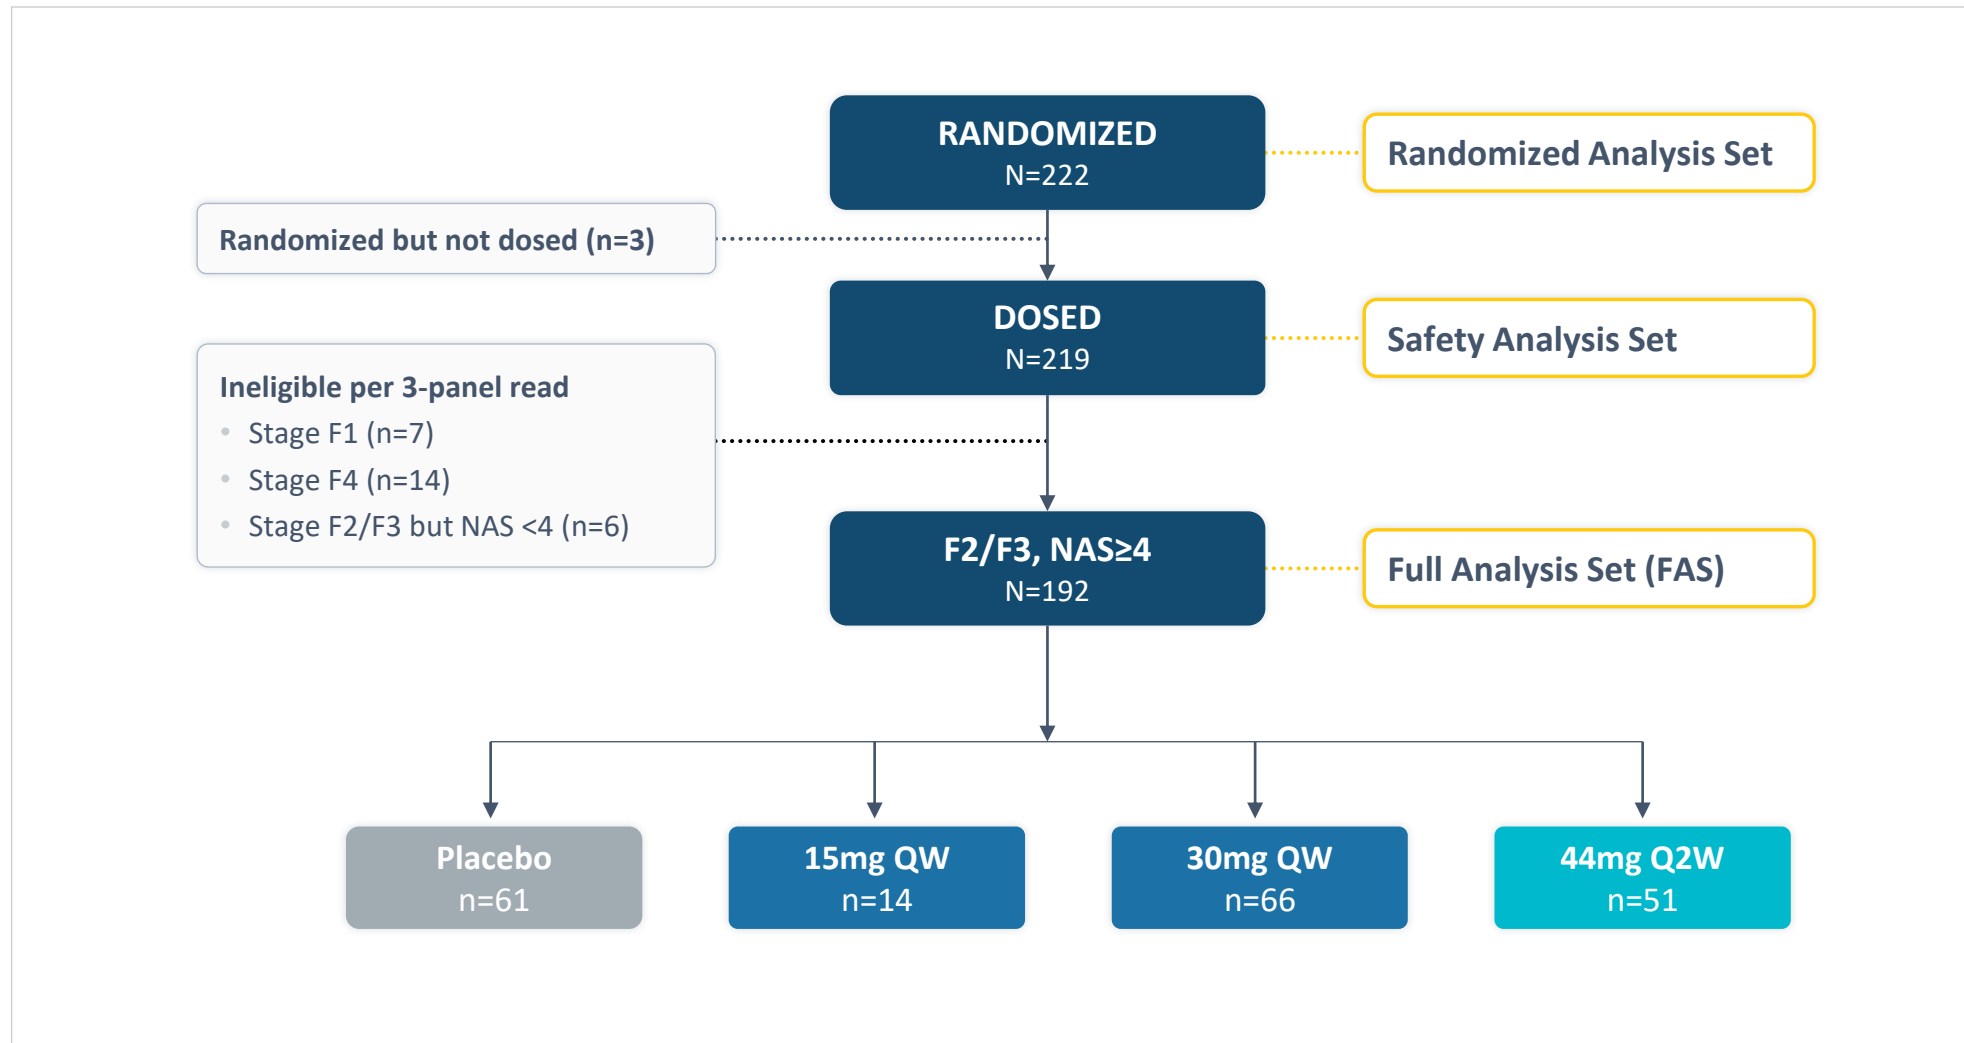 RANDOMIZED
N=222
Randomized Analysis Set
Randomized but not dosed (n=3)
DOSED
N=219
Safety Analysis Set
Ineligible per 3-panel read
• Stage F1 (n=7)
• Stage F4 (n=14)
• Stage F2/F3 but NAS <4 (n=6)
F2/F3, NAS≥4
N=192
Full Analysis Set (FAS)
Placebo
n=61
15mg QW
n=14
30mg QW
n=66
44mg Q2W
n=51